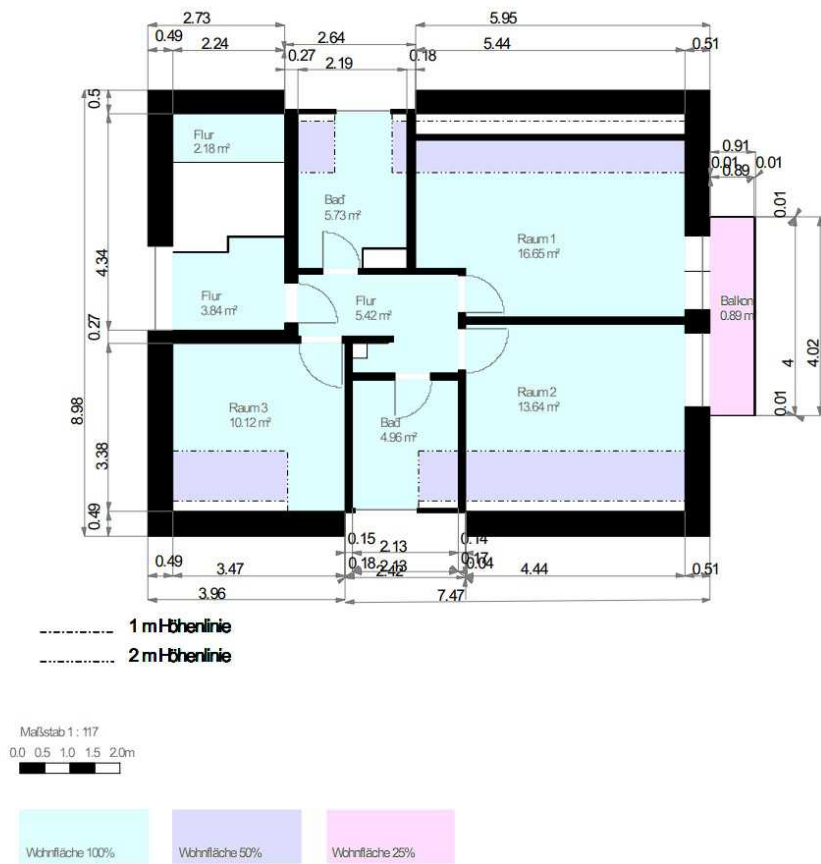 2.73
5.95
0.49
2.24
2.64
5.44
0.51
0.27
2.19
0.18
0.5
Flur
2.18 m²
0.91
0.01
0.01
0.89
0.01
Bad
5.73 m²
Raum 1
16.65 m²
4.34
Flur
3.84 m²
Flur
5.42 m²
Balkon
0.89 m
4
4.02
0.27
8.98
Raum 3
10.12 m²
Raum 2
13.64 m²
Bad
4.96 m²
0.01
3.38
0.49
0.15
2.13
0.14
0.17
0.49
3.47
0.18
2.13
0.04
4.44
0.51
2.42
3.96
7.47
1 m Höhenlinie
2 m Höhenlinie
Maßstab 1 : 117
0.0 0.5 1.0 1.5 2.0m
Wohnfläche 100%
Wohnfläche 50%
Wohnfläche 25%